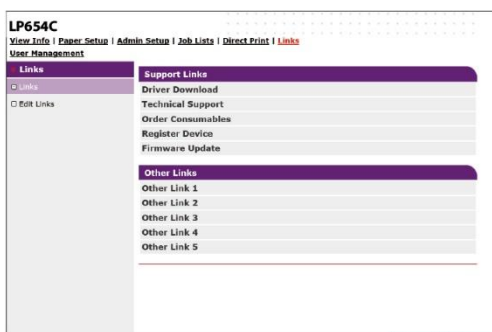 LP654C
View Info | Paper Setup | Admin Setup | Job Lists | Direct Print | Links
User Management
Links
Links
Edit Links
Support Links
Driver Download
Technical Support
Order Consumables
Register Device
Firmware Update
Other Links
Other Link 1
Other Link 2
Other Link 3
Other Link 4
Other Link 5